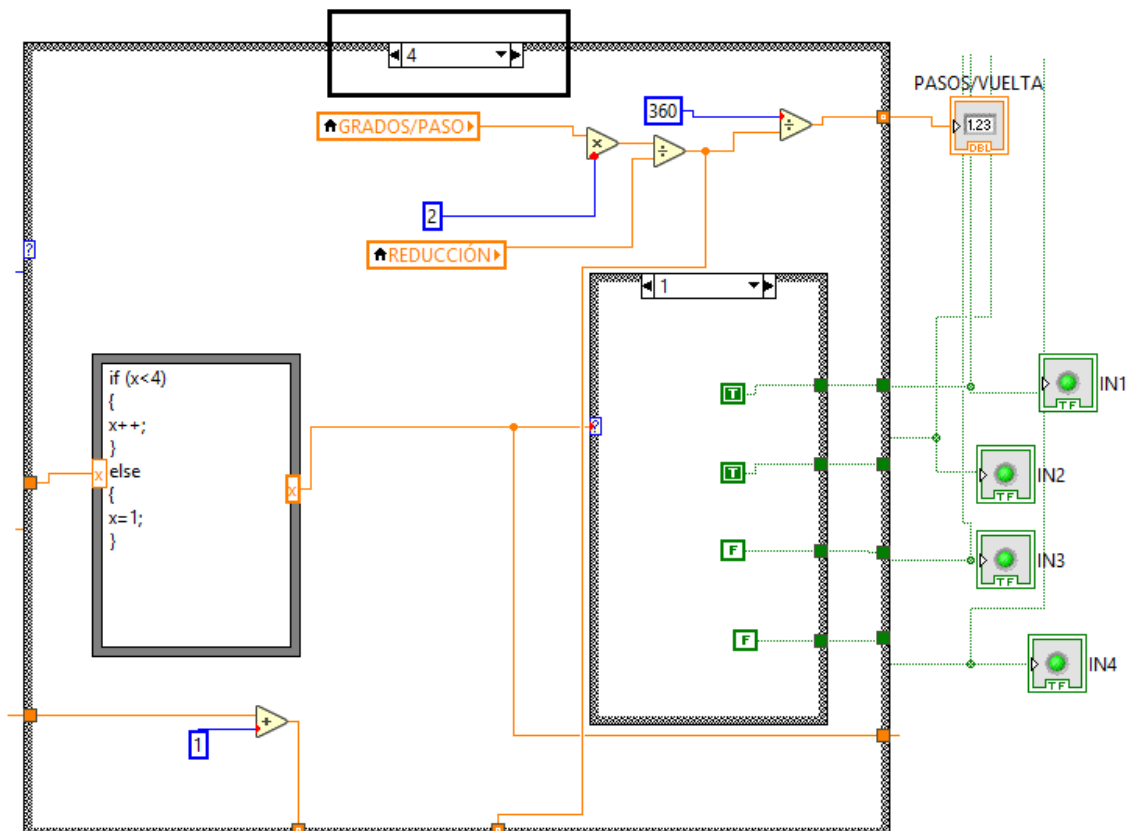 4
PASOS/VUELTA
360
GRADOS/PASO
1.23
DBL
2
REDUCCIÓN
?
1
if (x<4)
{
x++;
}
else
{
x=1;
}
x
x
?
T
T
F
F
TF
IN1
TF
IN2
TF
IN3
TF
IN4
×
÷
÷
+
1